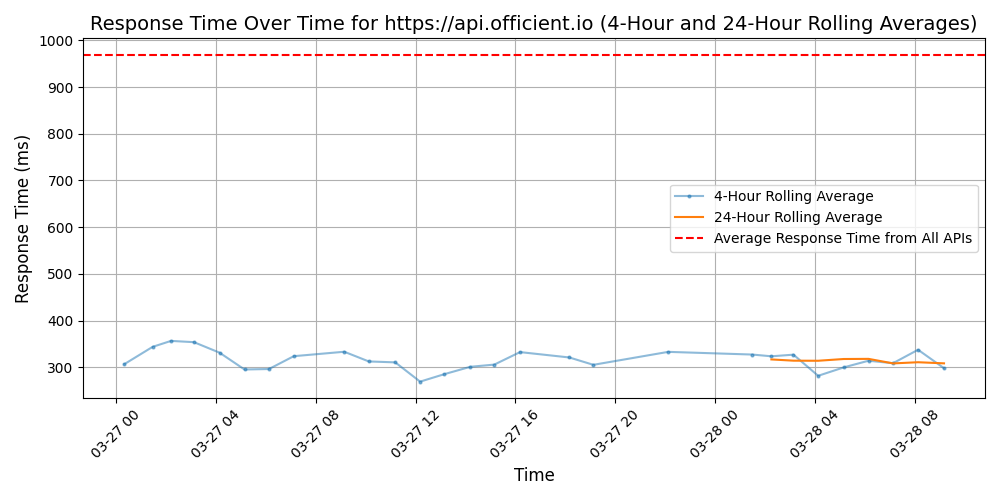 Response Time Over Time for https://api.officient.io (4-Hour and 24-Hour Rolling Averages)
Response Time (ms)
1000
900
800
700
600
500
400
300
4-Hour Rolling Average
24-Hour Rolling Average
Average Response Time from All APIs
03-27 00
03-27 04
03-27 08
03-27 12
03-27 16
03-27 20
03-28 00
03-28 04
03-28 08
Time